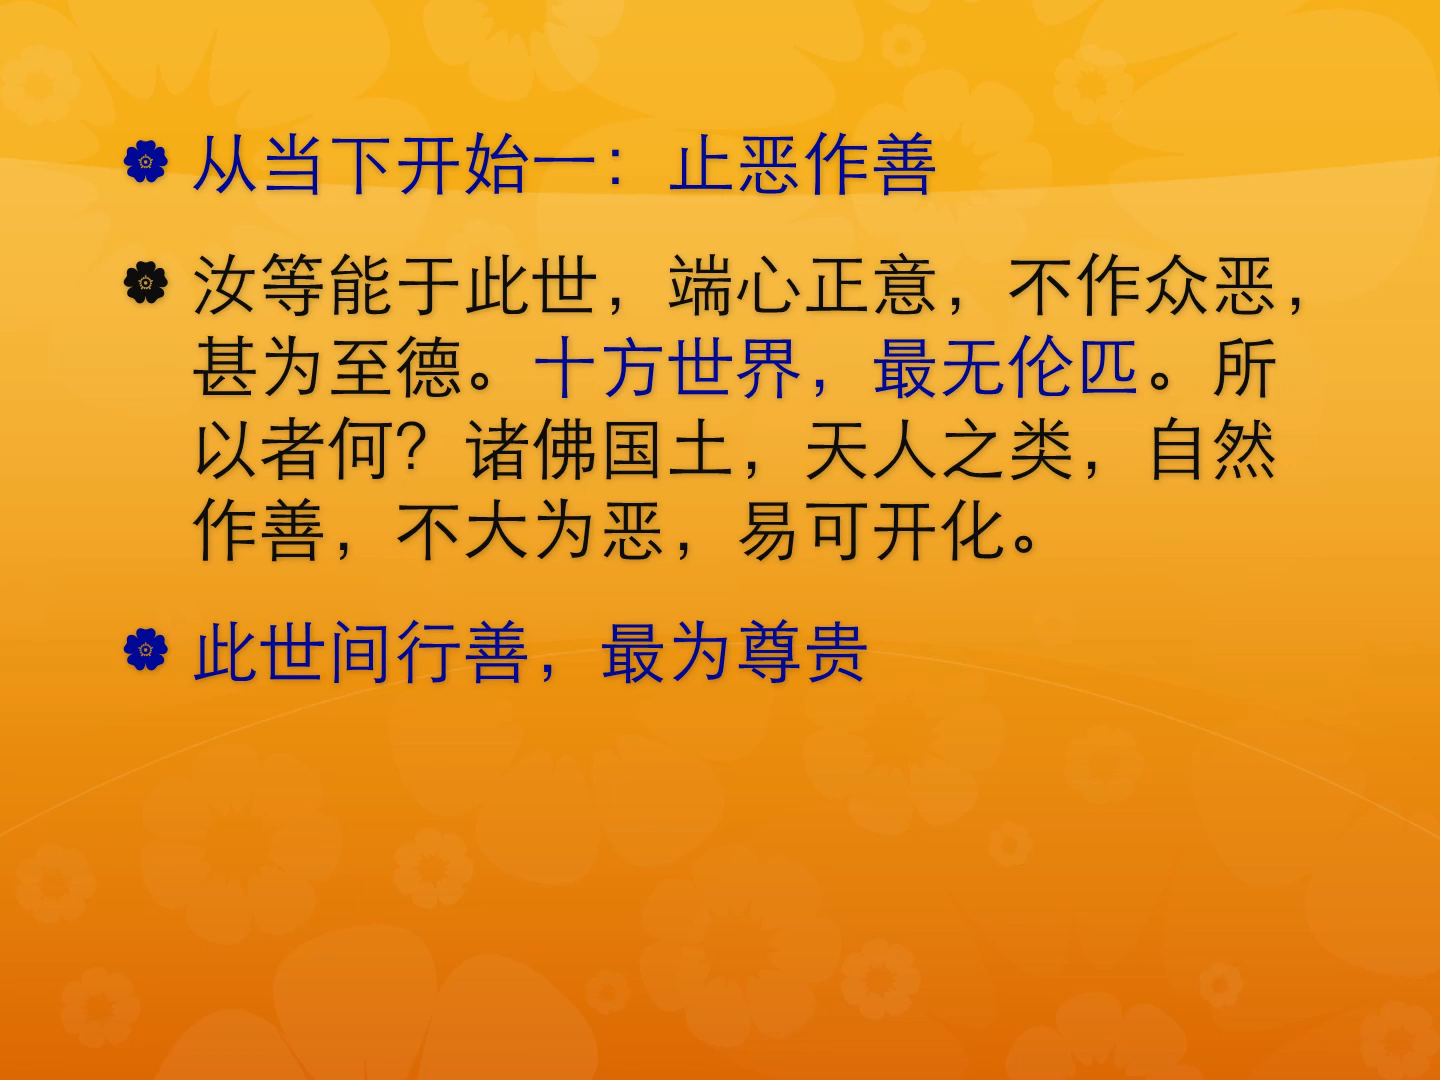 从当下开始一：止恶作善
汝等能于此世，端心正意，不作众恶，
甚为至德。十方世界，最无伦匹。所
以者何？诸佛国土，天人之类，自然
作善，不大为恶，易可开化。
此世间行善，最为尊贵